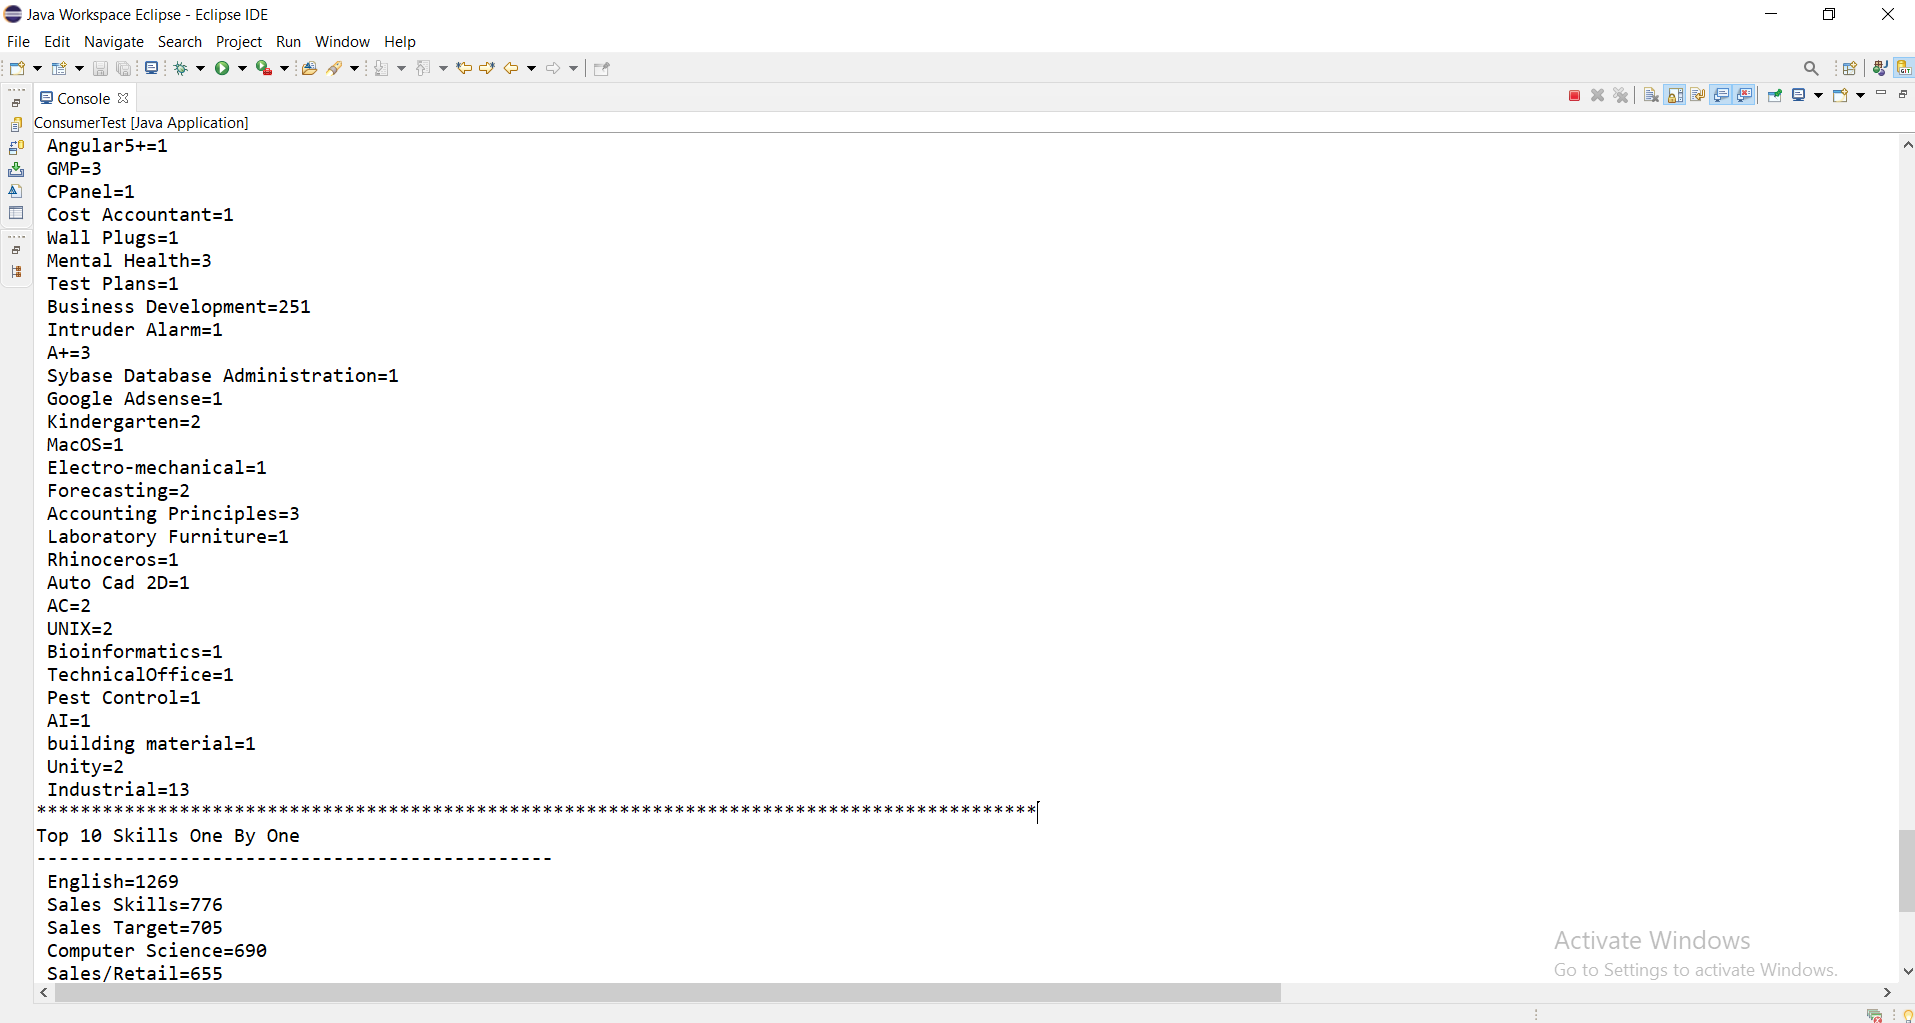 Java Workspace Eclipse - Eclipse IDE
File Edit Navigate Search Project Run Window Help
Console
ConsumerTest [Java Application]
Angular5+=1
GMP=3
CPanel=1
Cost Accountant=1
Wall Plugs=1
Mental Health=3
Test Plans=1
Business Development=251
Intruder Alarm=1
A+=3
Sybase Database Administration=1
Google Adsense=1
Kindergarten=2
MacOS=1
Electro-mechanical=1
Forecasting=2
Accounting Principles=3
Laboratory Furniture=1
Rhinoceros=1
Auto Cad 2D=1
AC=2
UNIX=2
Bioinformatics=1
TechnicalOffice=1
Pest Control=1
AI=1
building material=1
Unity=2
Industrial=13
*******************************************************************************************
Top 10 Skills One By One
-----------------------------------------------
English=1269
Sales Skills=776
Sales Target=705
Computer Science=690
Sales/Retail=655
Activate Windows
Go to Settings to activate Windows.